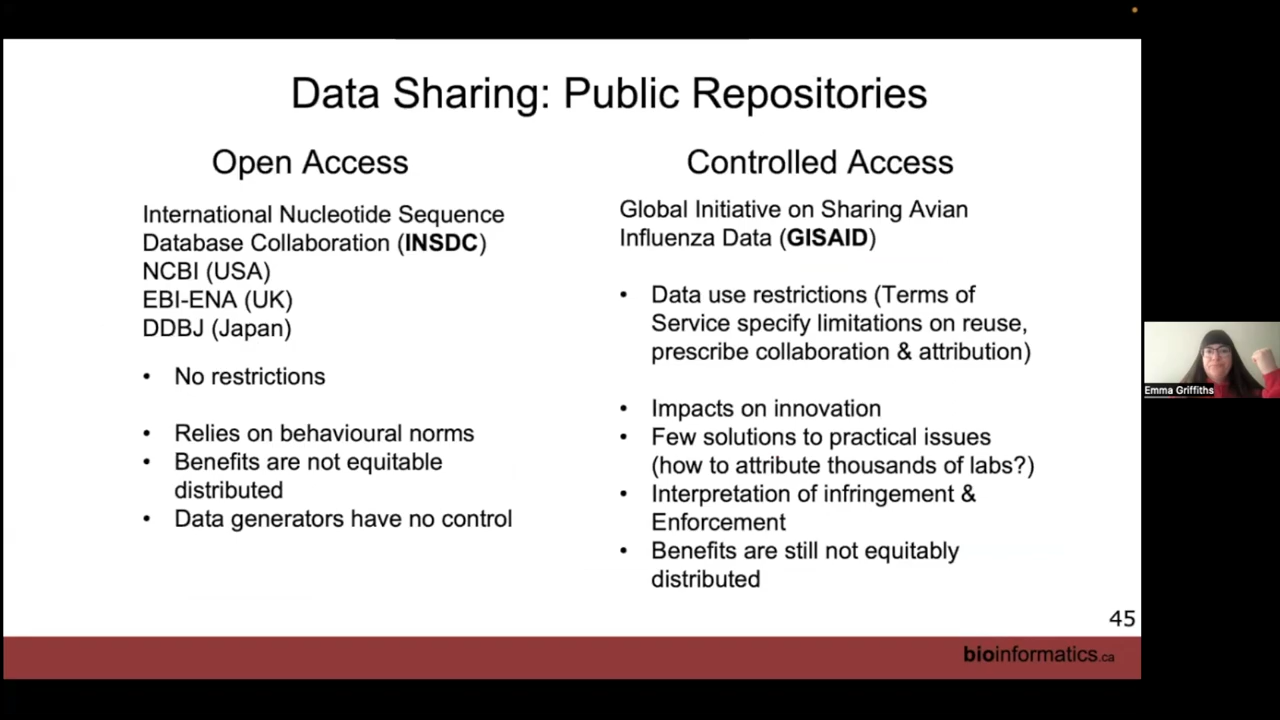 Data Sharing: Public Repositories
Open Access
International Nucleotide Sequence
Database Collaboration (INSDC)
NCBI (USA)
EBI-ENA (UK)
DDBJ (Japan)
• No restrictions
• Relies on behavioural norms
• Benefits are not equitable
distributed
• Data generators have no control
Controlled Access
Global Initiative on Sharing Avian
Influenza Data (GISAID)
• Data use restrictions (Terms of
Service specify limitations on reuse,
prescribe collaboration & attribution)
• Impacts on innovation
• Few solutions to practical issues
(how to attribute thousands of labs?)
• Interpretation of infringement &
Enforcement
• Benefits are still not equitably
distributed
45
bioinformatics.ca
Emma Griffiths